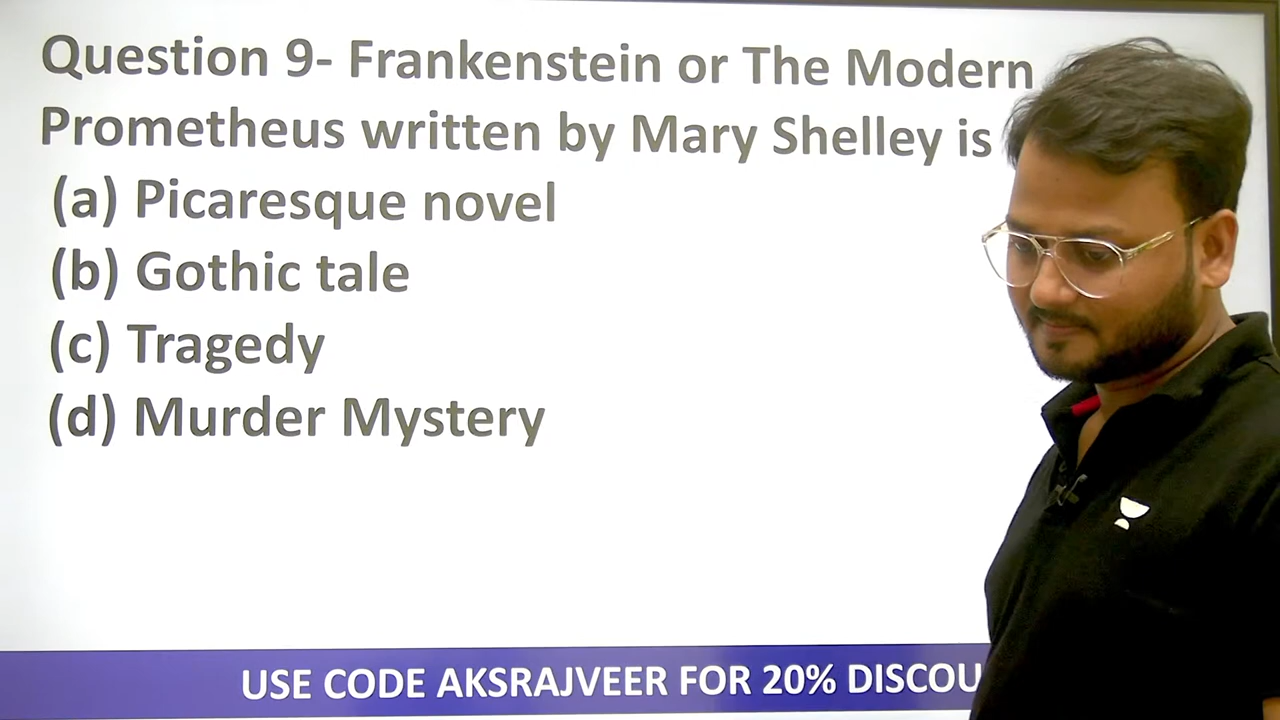 Question 9- Frankenstein or The Modern
Prometheus written by Mary Shelley is
(a) Picaresque novel
(b) Gothic tale
(c) Tragedy
(d) Murder Mystery
USE CODE AKSRAJVEER FOR 20% DISCOU